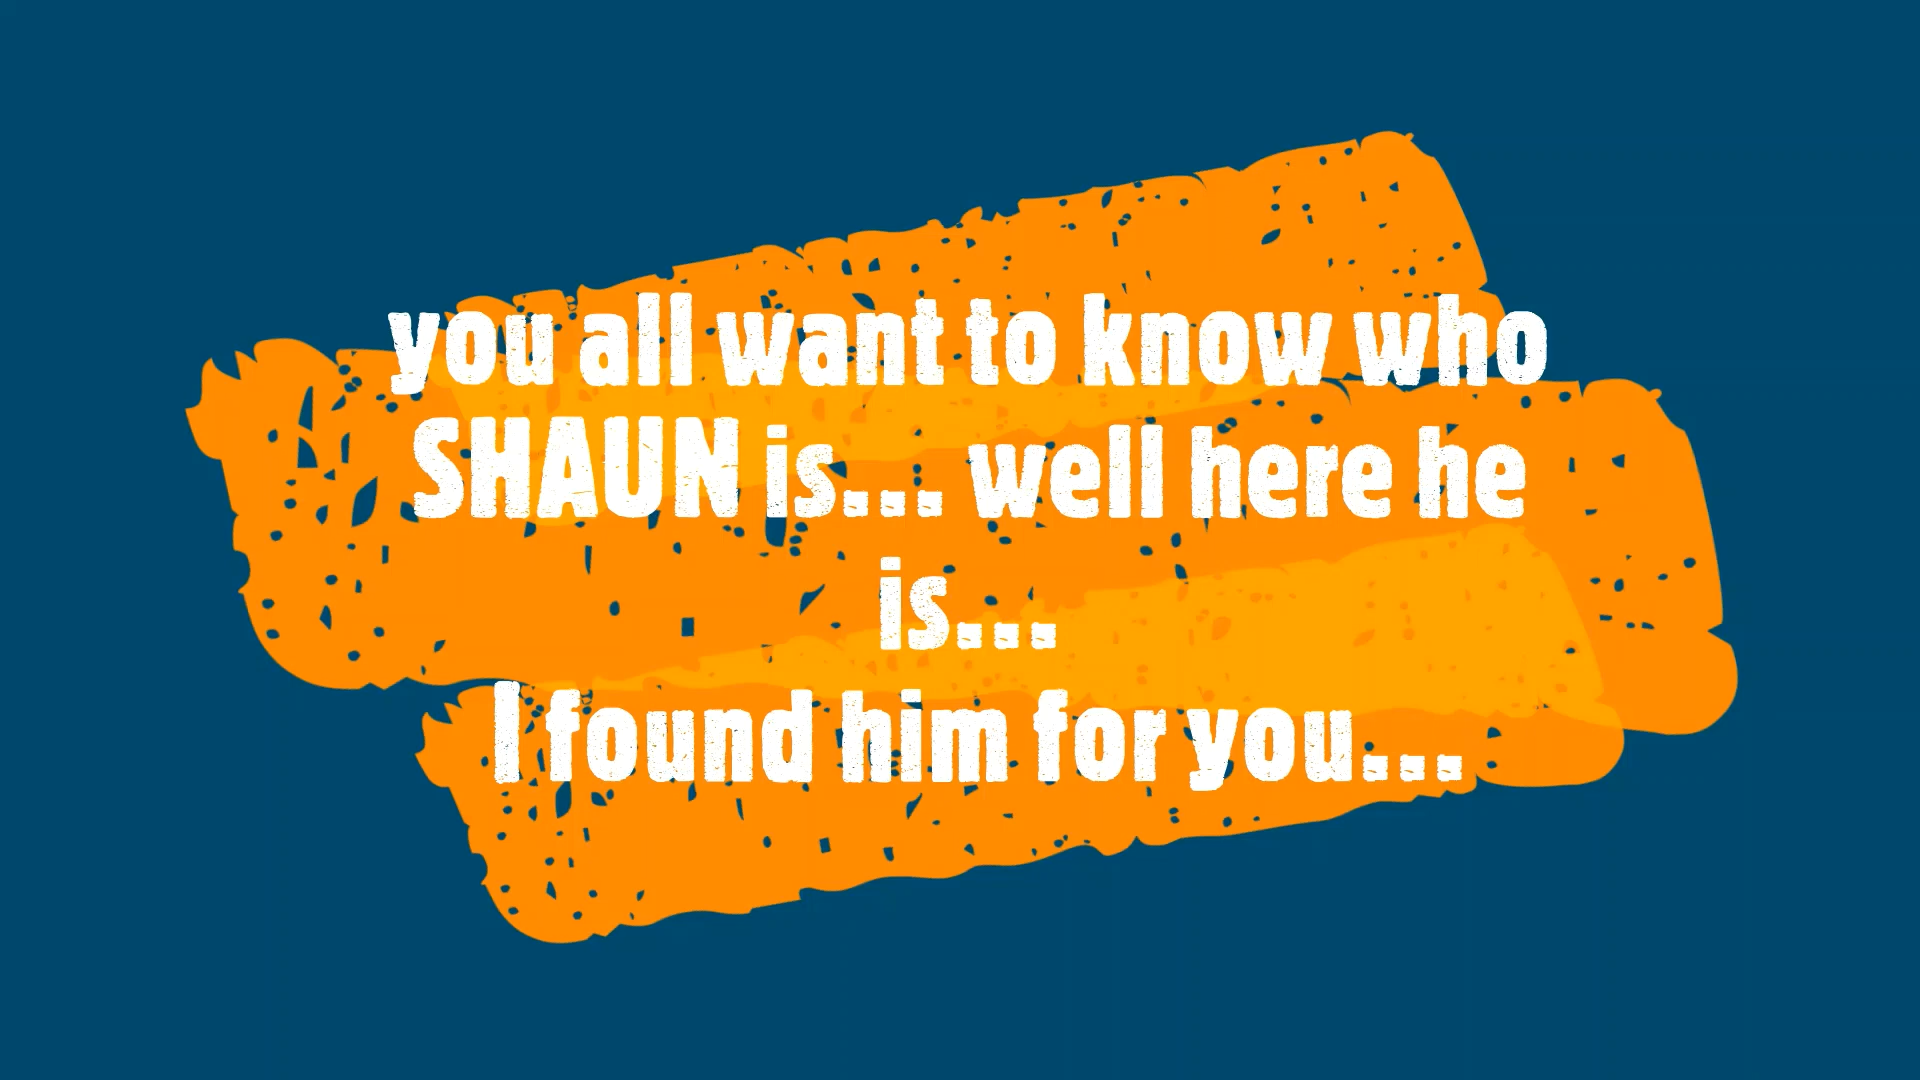 you all want to know who
SHAUN is... well here he
is...
I found him for you...